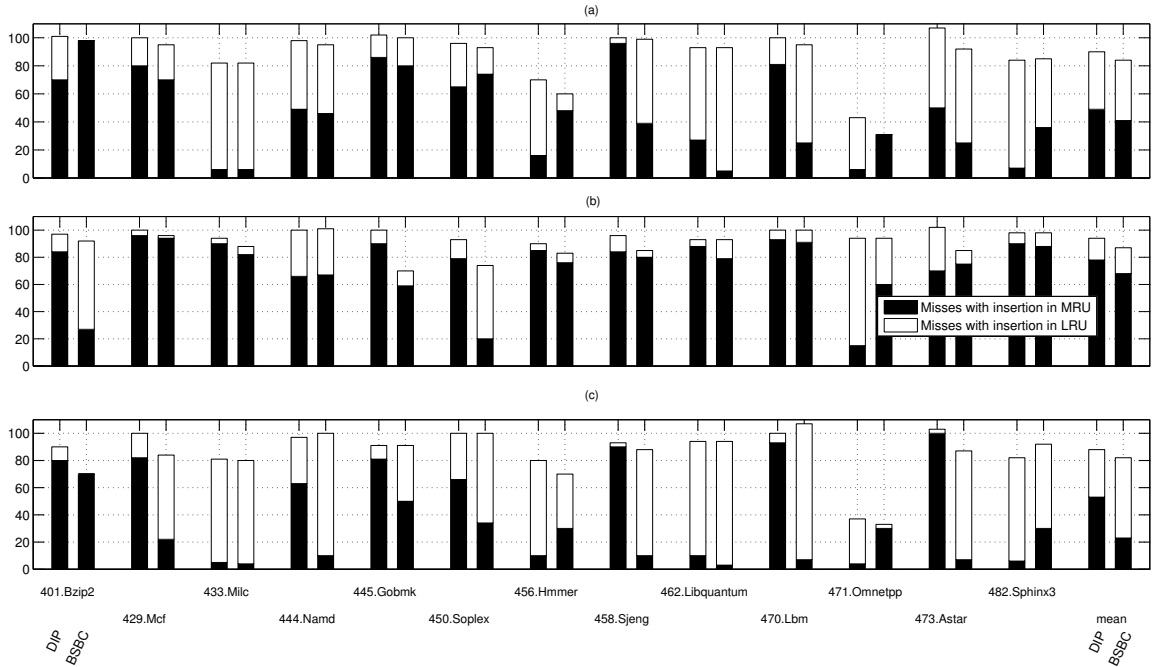 (a)
100
80
60
40
20
0
(b)
100
80
60
40
20
0
Misses with insertion in MRU
Misses with insertion in LRU
(c)
100
80
60
40
20
0
401.Bzip2 433.Milc 445.Gobmk 456.Hmmer 462.Libquantum 471.Omnetpp 482.Sphinx3
429.Mcf 444.Namd 450.Soplex 458.Sjeng 470.Lbm 473.Astar mean
DIP BSBC DIP BSBC